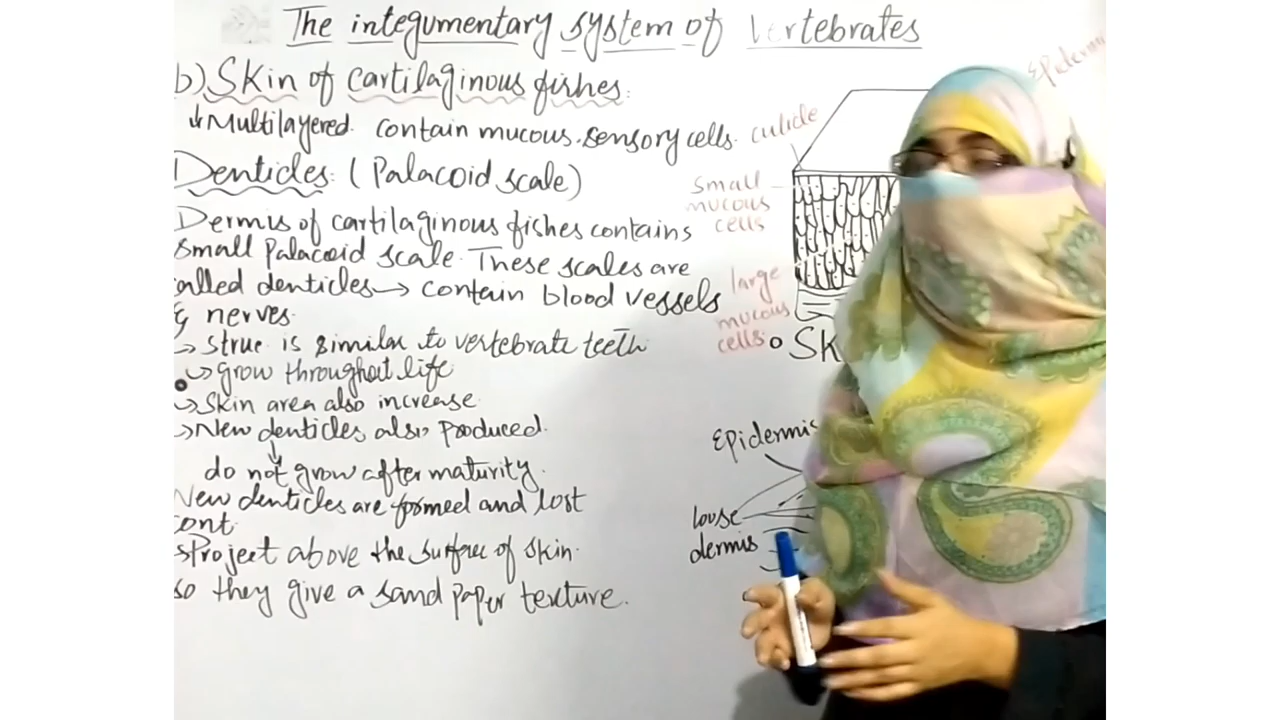 The integumentary system of Vertebrates
b) Skin of cartilaginous fishes.
↓ Multilayered. contain mucous. sensory cells.
Denticles: (Palacoid scale)
Dermis of cartilaginous fishes contains
small Palacoid scale. These scales are
called denticles → contain blood vessels
& nerves.
→ strue is similar to vertebrate teeth
→ grow throughout life
→ Skin area also increase
→ New denticles also Produced.
↓
do not grow after maturity.
New denticles are formed and lost
cont.
Project above the surface of skin.
so they give a sand paper texture.
Epidermi
cuticle
small
mucous
cells
large
mucous
cells.
Sk
Epidermis
loose
dermis